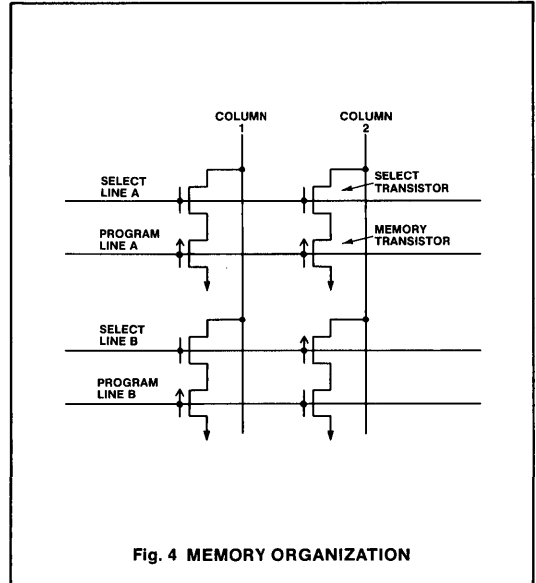 COLUMN
1
COLUMN
2
SELECT
LINE A
SELECT
TRANSISTOR
PROGRAM
LINE A
MEMORY
TRANSISTOR
SELECT
LINE B
PROGRAM
LINE B
Fig. 4 MEMORY ORGANIZATION